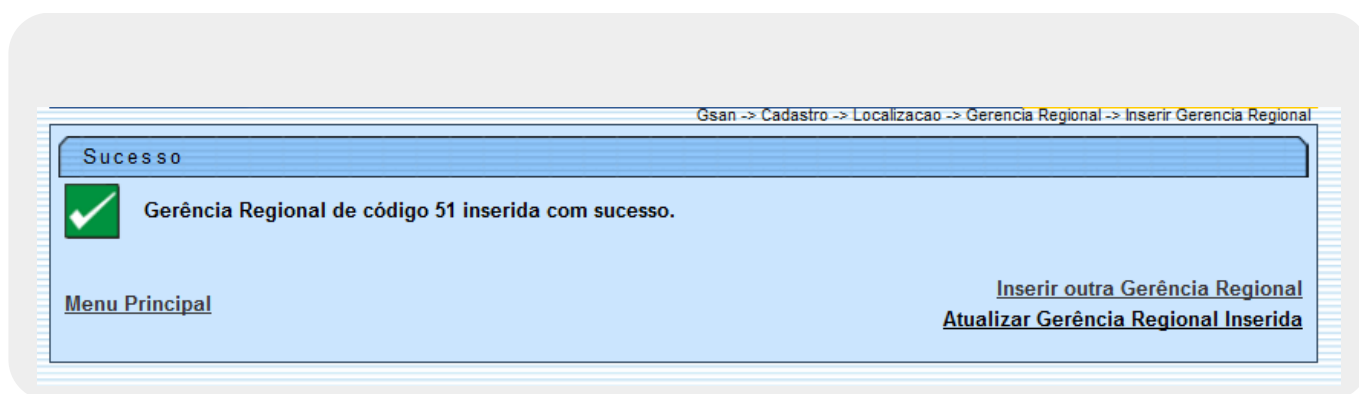 Gsan -> Cadastro -> Localizacao -> Gerencia Regional -> Inserir Gerencia Regional
Sucesso
Gerência Regional de código 51 inserida com sucesso.
Inserir outra Gerência Regional
Menu Principal
Atualizar Gerência Regional Inserida